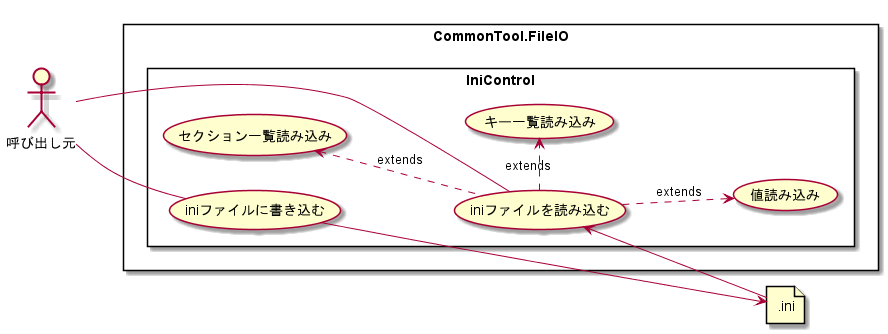 CommonTool.FileIO
IniControl
呼び出し元
セクション一覧読み込み
キー一覧読み込み
extends
extends
extends
iniファイルに書き込む
iniファイルを読み込む
値読み込み
.ini